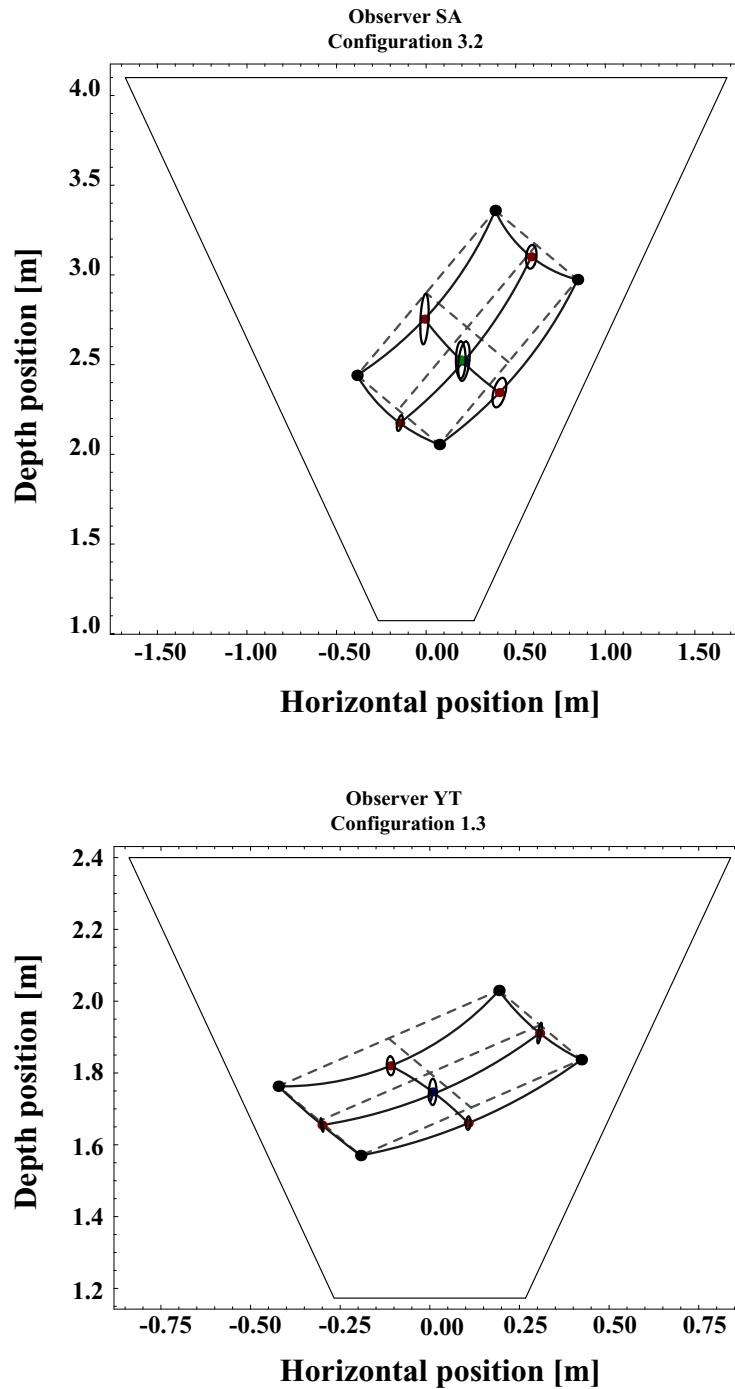 Observer SA
Configuration 3.2
4.0
3.5
3.0
2.5
2.0
1.5
1.0
Depth position [m]
-1.50 -1.00 -0.50 0.00 0.50 1.00 1.50
Horizontal position [m]
Observer YT
Configuration 1.3
2.4
2.2
2.0
1.8
1.6
1.4
1.2
Depth position [m]
-0.75 -0.50 -0.25 0.00 0.25 0.50 0.75
Horizontal position [m]